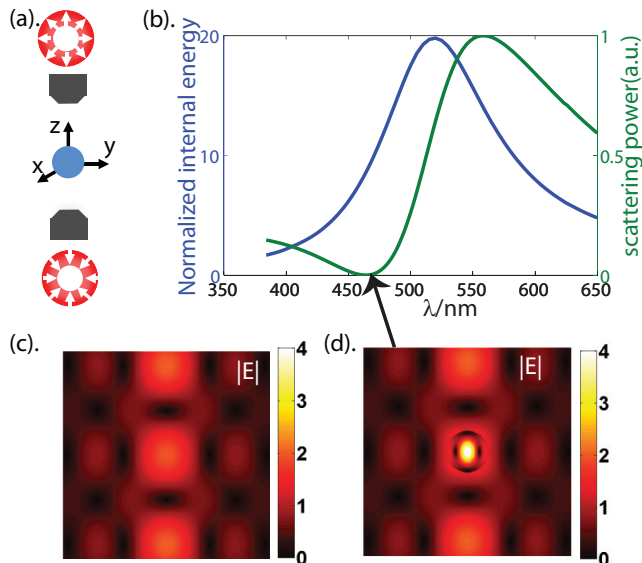 (a).
z
y
x
(b).
Normalized internal energy
20
10
0
scattering power(a.u.)
1
0.5
0
350
400
450
500
550
600
650
λ/nm
(c).
|E|
4
3
2
1
0
(d).
|E|
4
3
2
1
0